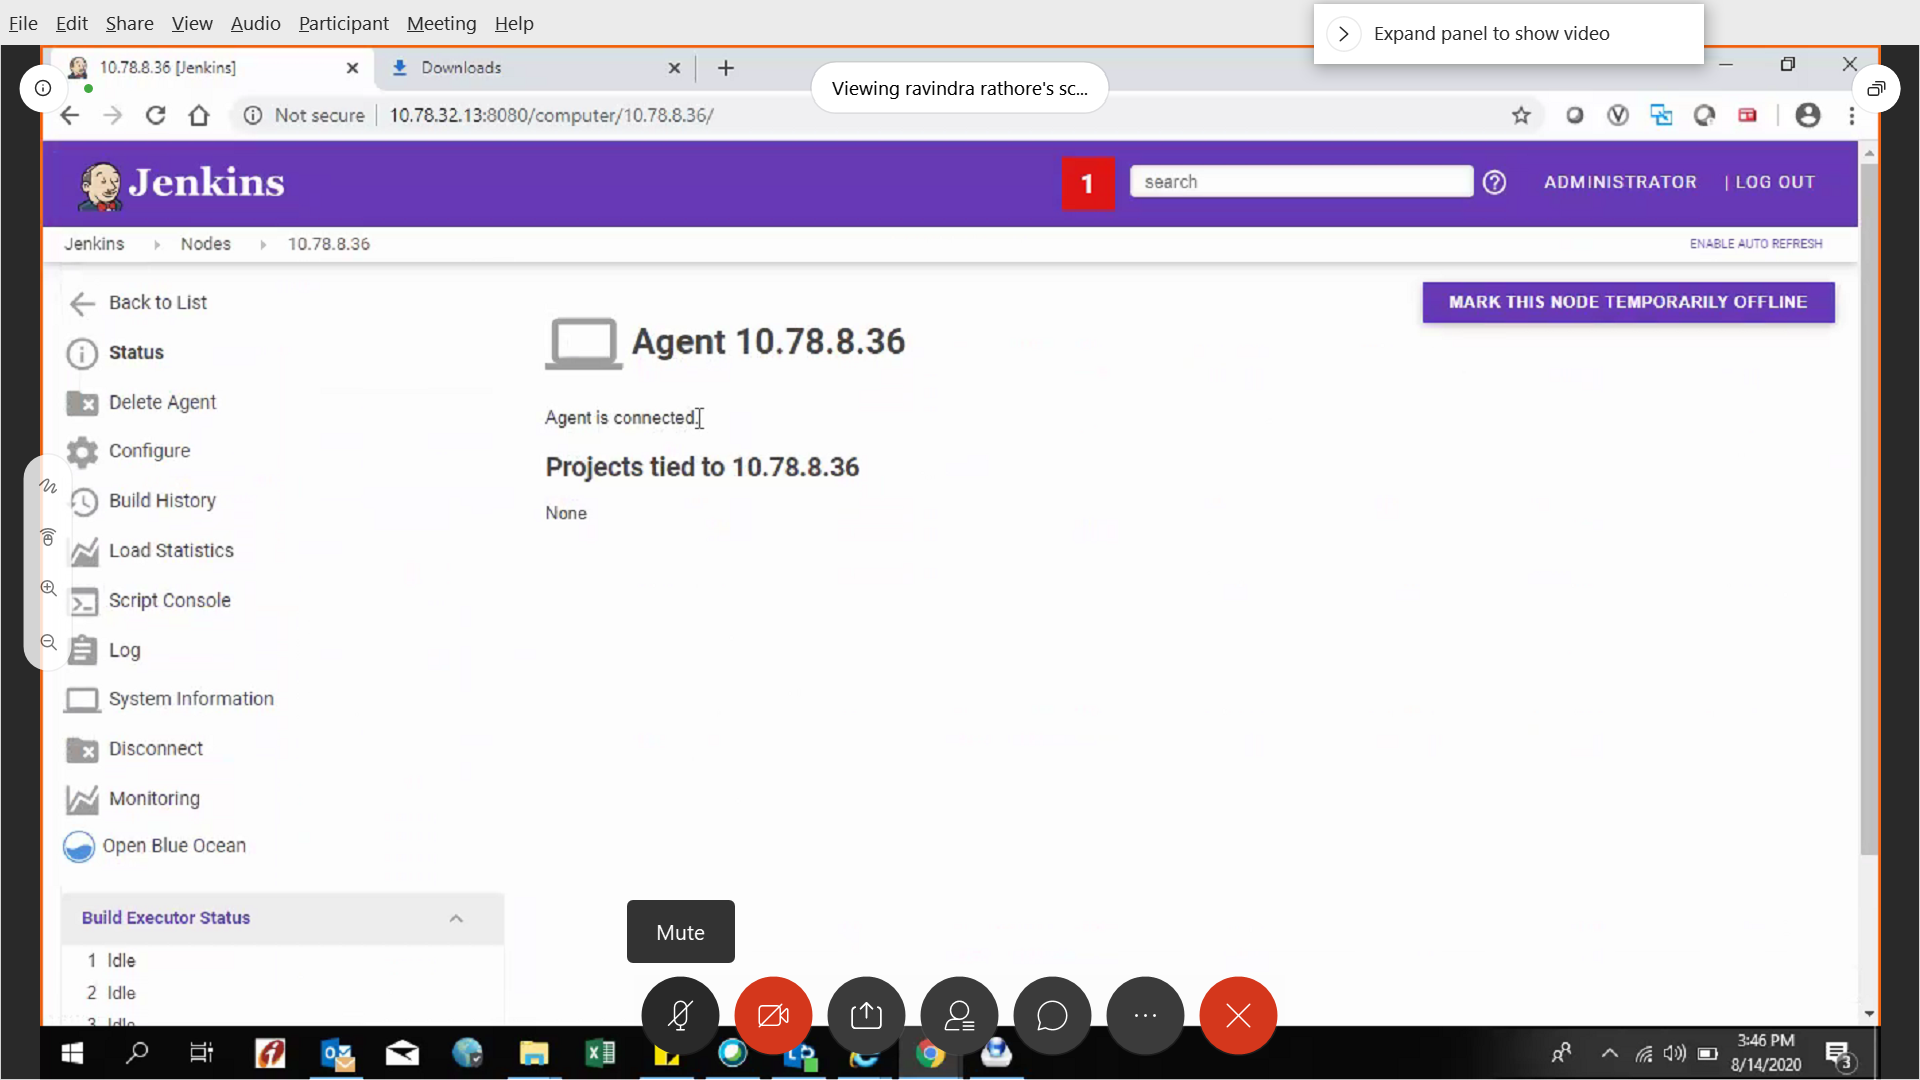 File Edit Share View Audio Participant Meeting Help
Expand panel to show video
10.78.8.36 [Jenkins]
Downloads
Viewing ravindra rathore's sc...
Not secure
10.78.32.13:8080/computer/10.78.8.36/
Jenkins
1
search
ADMINISTRATOR
| LOG OUT
Jenkins Nodes 10.78.8.36
ENABLE AUTO REFRESH
Back to List
MARK THIS NODE TEMPORARILY OFFLINE
Agent 10.78.8.36
Status
Delete Agent
Agent is connected.
Configure
Projects tied to 10.78.8.36
Build History
None
Load Statistics
Script Console
Log
System Information
Disconnect
Monitoring
Open Blue Ocean
Build Executor Status
Mute
1 Idle
2 Idle
3 Idle
3:46 PM
8/14/2020
3